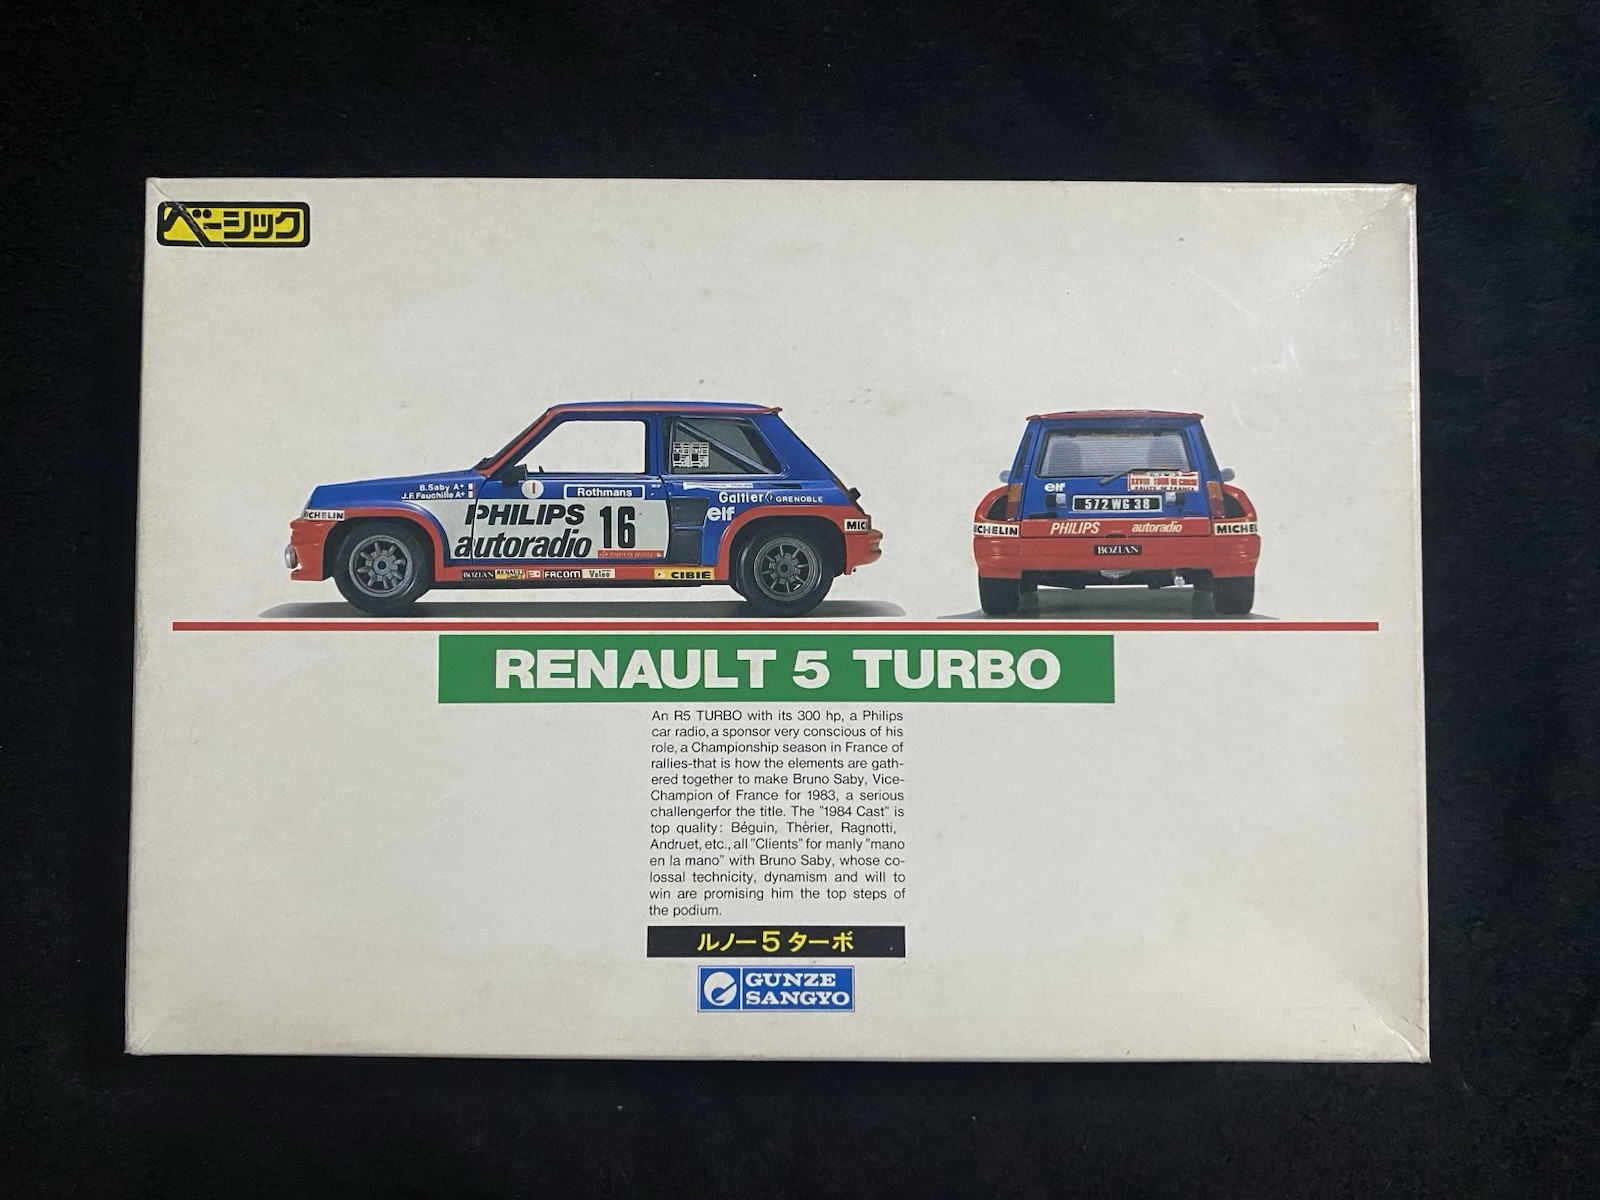 ベーシック
B.Saby A+
J.F.Fauchille A+
Rothmans
PHILIPS
autoradio
16
Galtier GRENOBLE
elf
MICHELIN
MICH
BOZIAN RENAULT FACOM Valeo CIBIE
elf
572 WG 38
MICHELIN
PHILIPS autoradio
MICHEL
BOZIAN
RENAULT 5 TURBO
An R5 TURBO with its 300 hp, a Philips
car radio, a sponsor very conscious of his
role, a Championship season in France of
rallies-that is how the elements are gath-
ered together to make Bruno Saby, Vice-
Champion of France for 1983, a serious
challengerfor the title. The "1984 Cast" is
top quality: Béguin, Thérier, Ragnotti,
Andruet, etc., all "Clients" for manly "mano
en la mano" with Bruno Saby, whose co-
lossal technicity, dynamism and will to
win are promising him the top steps of
the podium.
ルノー5ターボ
GUNZE
SANGYO